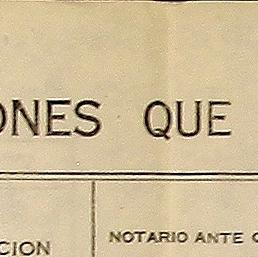 ONES QUE
NOTARIO ANTE
CION